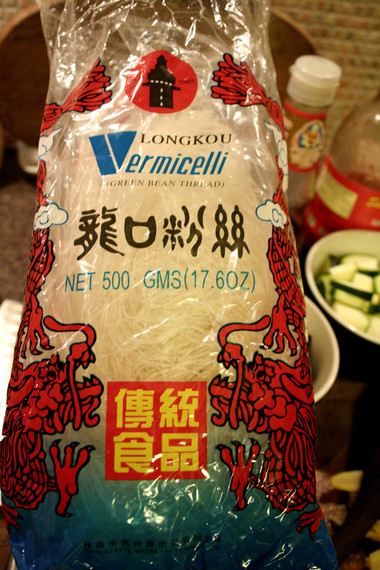 LONGKOU
Vermicelli
(GREEN BEAN THREAD)
龍口粉絲
NET 500 GMS(17.6OZ)
傳統
食品